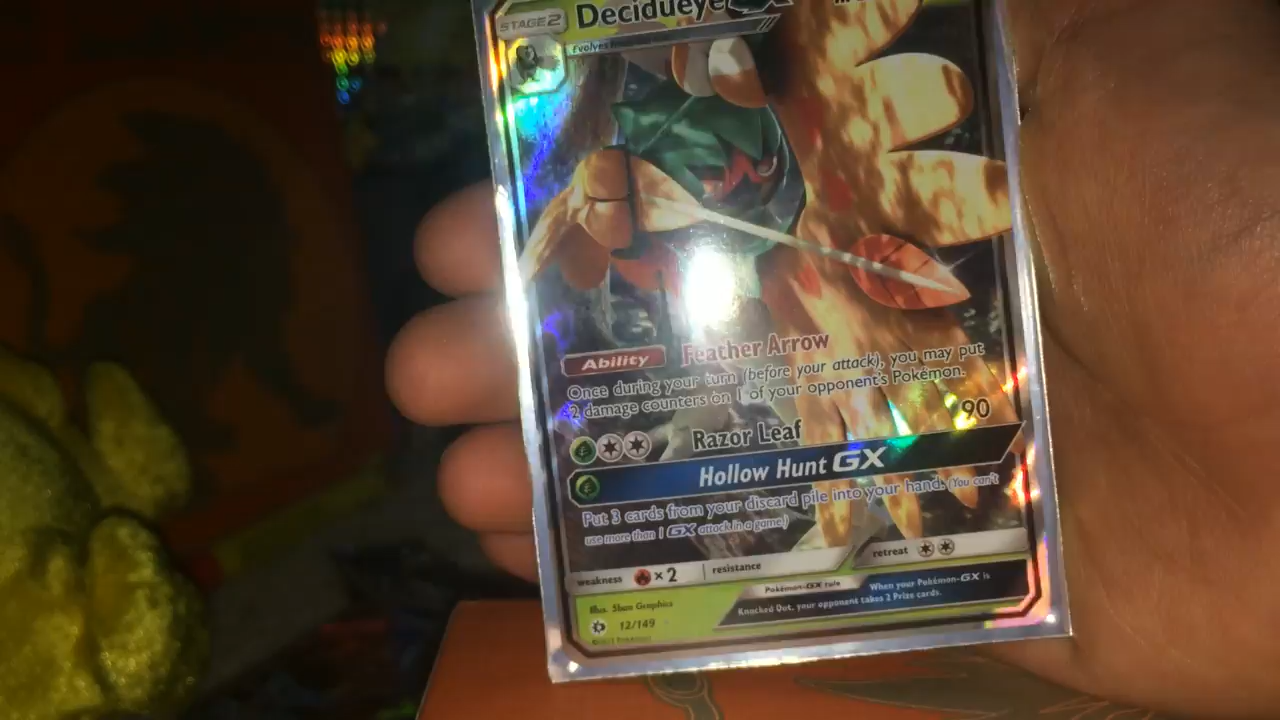 STAGE 2 Decidueye GX
Evolves
Ability Feather Arrow
Once during your turn (before your attack), you may put
2 damage counters on 1 of your opponent's Pokémon.
Razor Leaf 90
Hollow Hunt GX
Put 3 cards from your discard pile into your hand. (You can't
use more than 1 GX attack in a game.)
weakness ×2 resistance retreat
Pokémon-GX rule When your Pokémon-GX is
Knocked Out, your opponent takes 2 Prize cards.
Illus. 5ban Graphics
12/149